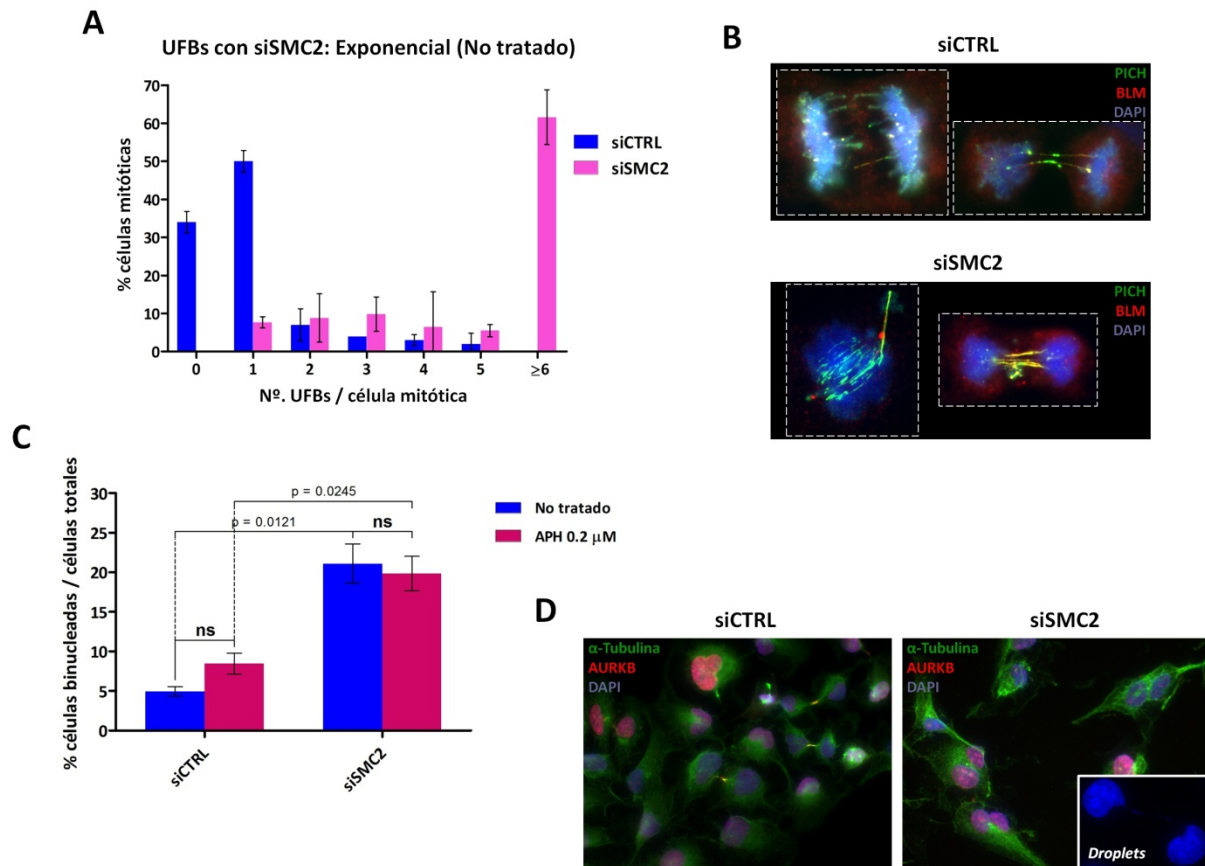 A
UFBs con siSMC2: Exponencial (No tratado)
% células mitóticas
70
60
50
40
30
20
10
0
0 1 2 3 4 5 ≥6
Nº. UFBs / célula mitótica
siCTRL
siSMC2
B
siCTRL
PICH
BLM
DAPI
siSMC2
PICH
BLM
DAPI
C
% células binucleadas / células totales
30
25
20
15
10
5
0
p = 0.0245
p = 0.0121
ns
ns
siCTRL
siSMC2
No tratado
APH 0.2 μM
D
siCTRL
α-Tubulina
AURKB
DAPI
siSMC2
α-Tubulina
AURKB
DAPI
Droplets